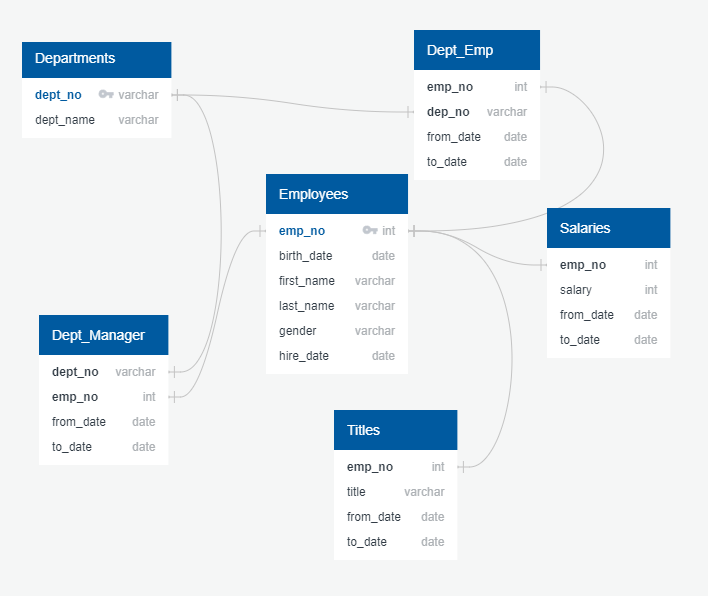 Departments
dept_no varchar
dept_name varchar
Dept_Emp
emp_no int
dep_no varchar
from_date date
to_date date
Employees
emp_no int
birth_date date
first_name varchar
last_name varchar
gender varchar
hire_date date
Salaries
emp_no int
salary int
from_date date
to_date date
Dept_Manager
dept_no varchar
emp_no int
from_date date
to_date date
Titles
emp_no int
title varchar
from_date date
to_date date